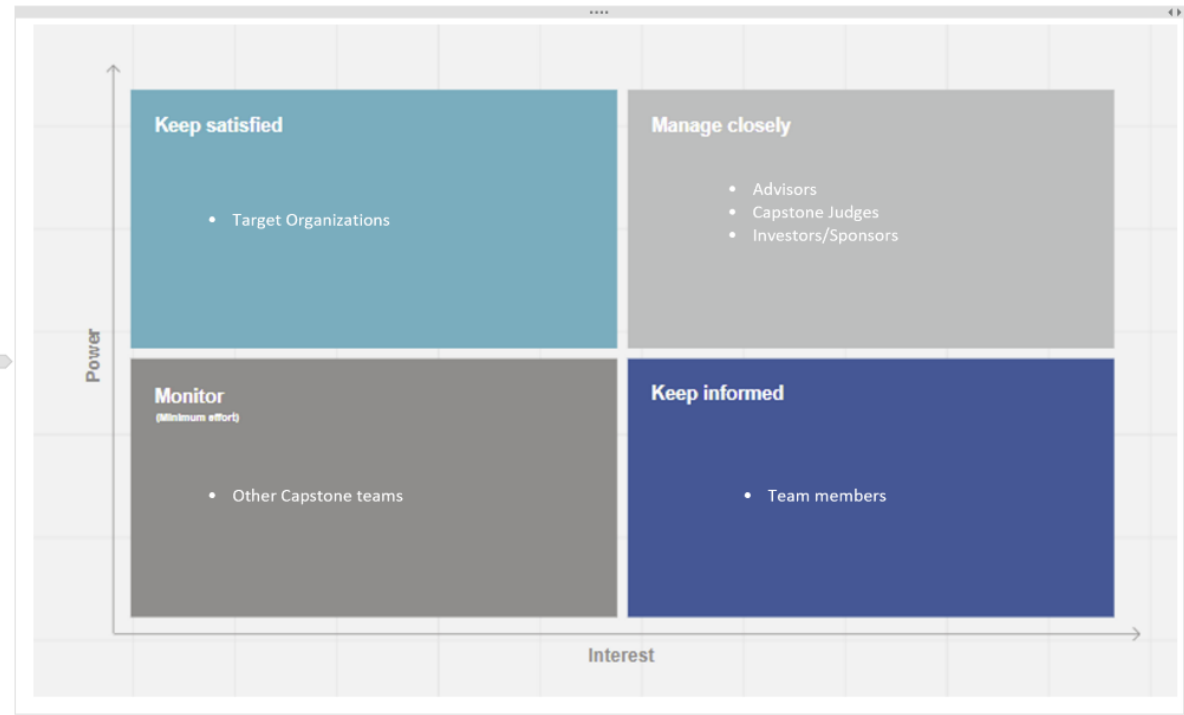 Keep satisfied
• Target Organizations
Manage closely
• Advisors
• Capstone Judges
• Investors/Sponsors
Power
Monitor
(Minimum effort)
• Other Capstone teams
Keep informed
• Team members
Interest